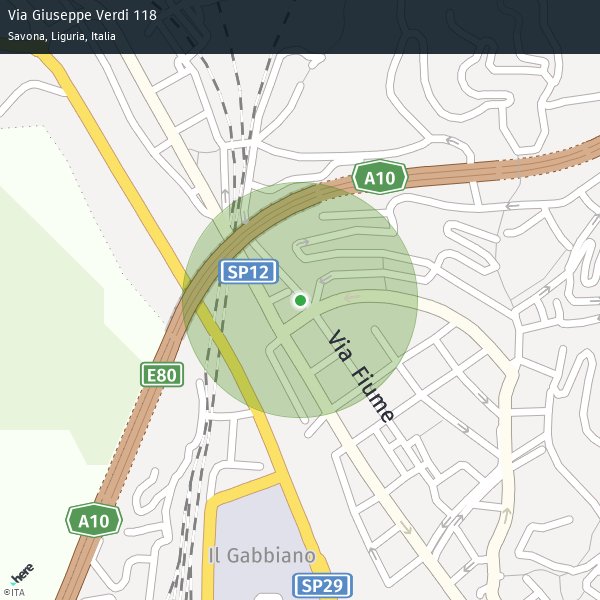 Via Giuseppe Verdi 118
Savona, Liguria, Italia
A10
SP12
Via Fiume
E80
A10
Il Gabbiano
SP29
here
©ITA